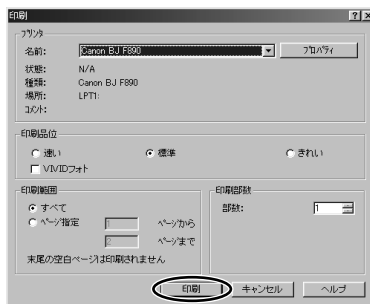 印刷
プリンタ
名前: Canon BJ F890 プロパティ
状態: N/A
種類: Canon BJ F890
場所: LPT1:
コメント:
印刷品位
速い 標準 きれい
VIVIDフォト
印刷範囲
すべて
ページ指定 1 ページから
2 ページまで
末尾の空白ページは印刷されません
印刷部数
部数: 1
印刷 キャンセル ヘルプ